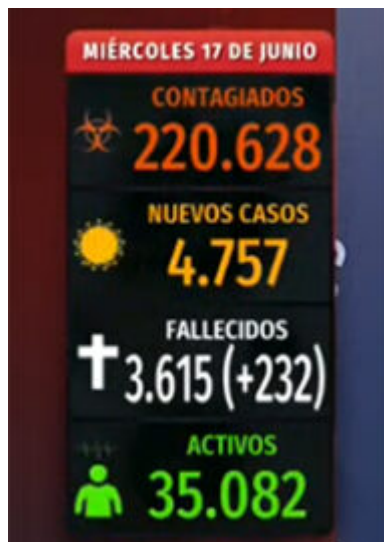 MIÉRCOLES 17 DE JUNIO
CONTAGIADOS
220.628
NUEVOS CASOS
4.757
FALLECIDOS
3.615 (+232)
ACTIVOS
35.082